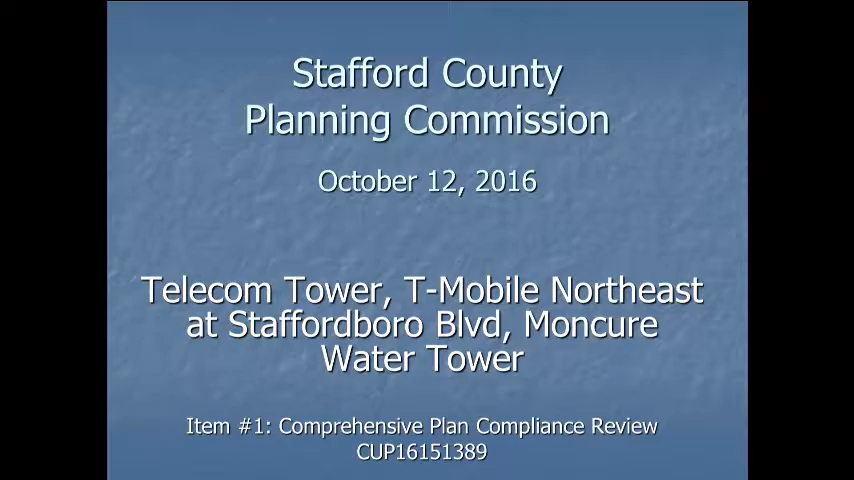 Stafford County
Planning Commission
October 12, 2016
Telecom Tower, T-Mobile Northeast
at Staffordboro Blvd, Moncure
Water Tower
Item #1: Comprehensive Plan Compliance Review
CUP16151389